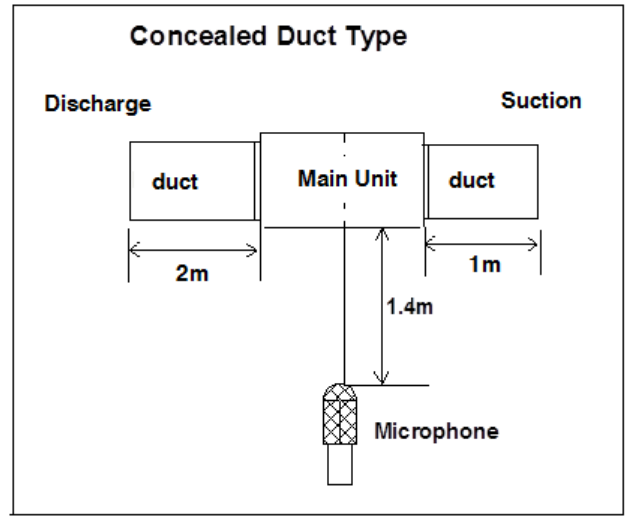 Concealed Duct Type
Discharge
Suction
duct
Main Unit
duct
2m
1m
1.4m
Microphone